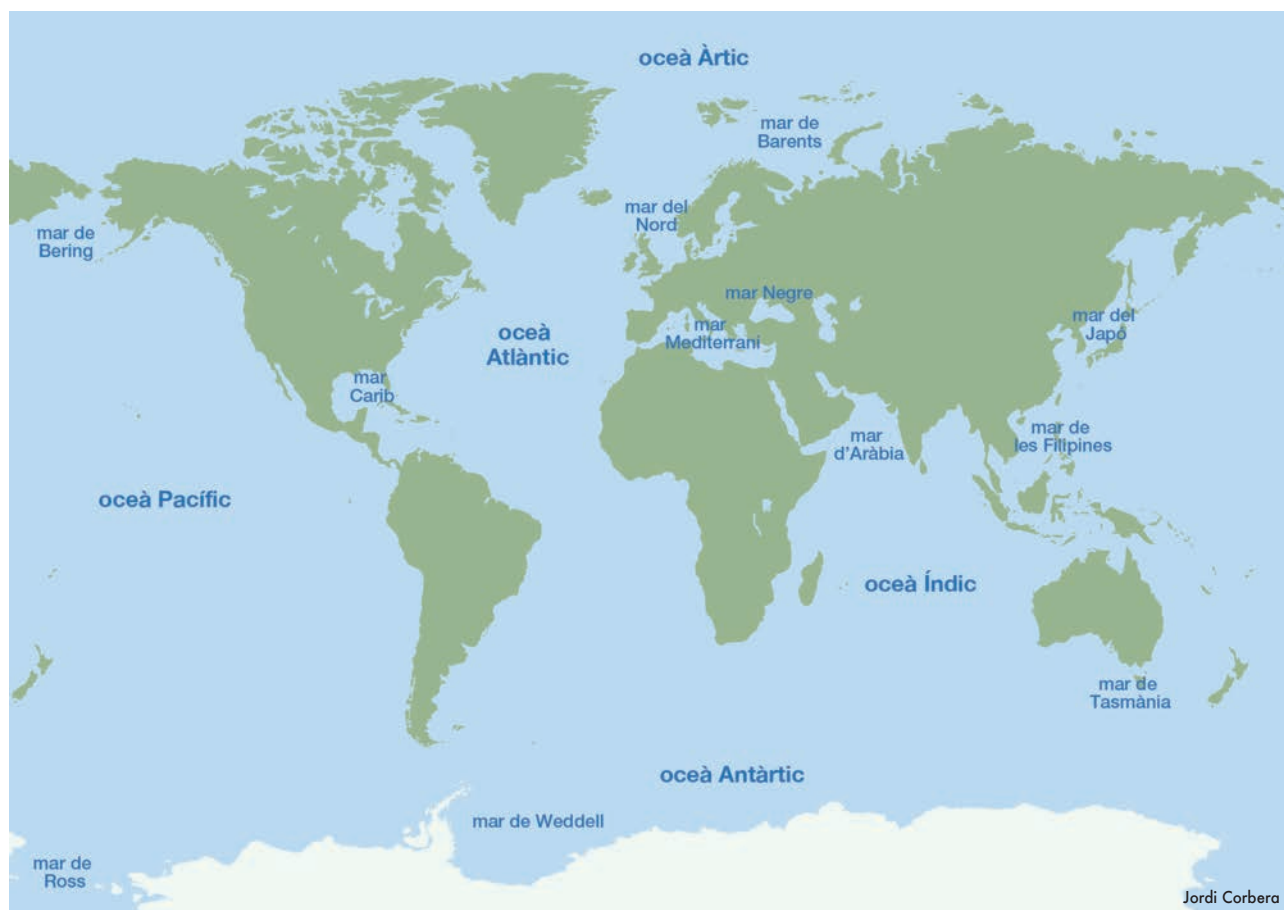 oceà Àrtic
mar de
Barents
mar del
Nord
mar de
Bering
mar Negre
mar del
Japó
mar
Mediterrani
oceà
Atlàntic
mar
Carib
mar de
les Filipines
mar
d'Aràbia
oceà Pacífic
oceà Índic
mar de
Tasmània
oceà Antàrtic
mar de Weddell
mar de
Ross
Jordi Corbera